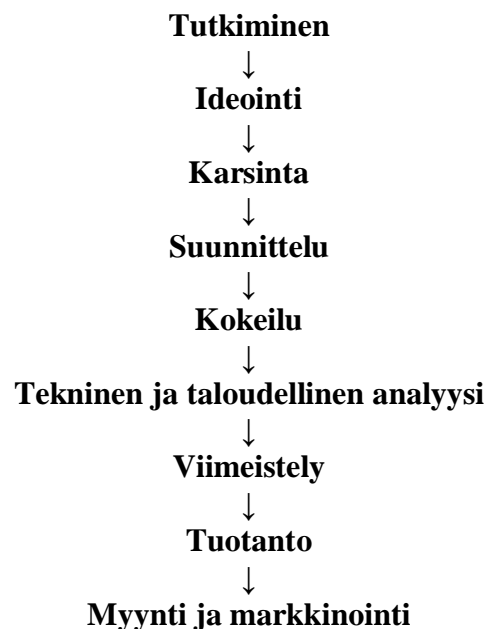 Tutkiminen
↓
Ideointi
↓
Karsinta
↓
Suunnittelu
↓
Kokeilu
↓
Tekninen ja taloudellinen analyysi
↓
Viimeistely
↓
Tuotanto
↓
Myynti ja markkinointi